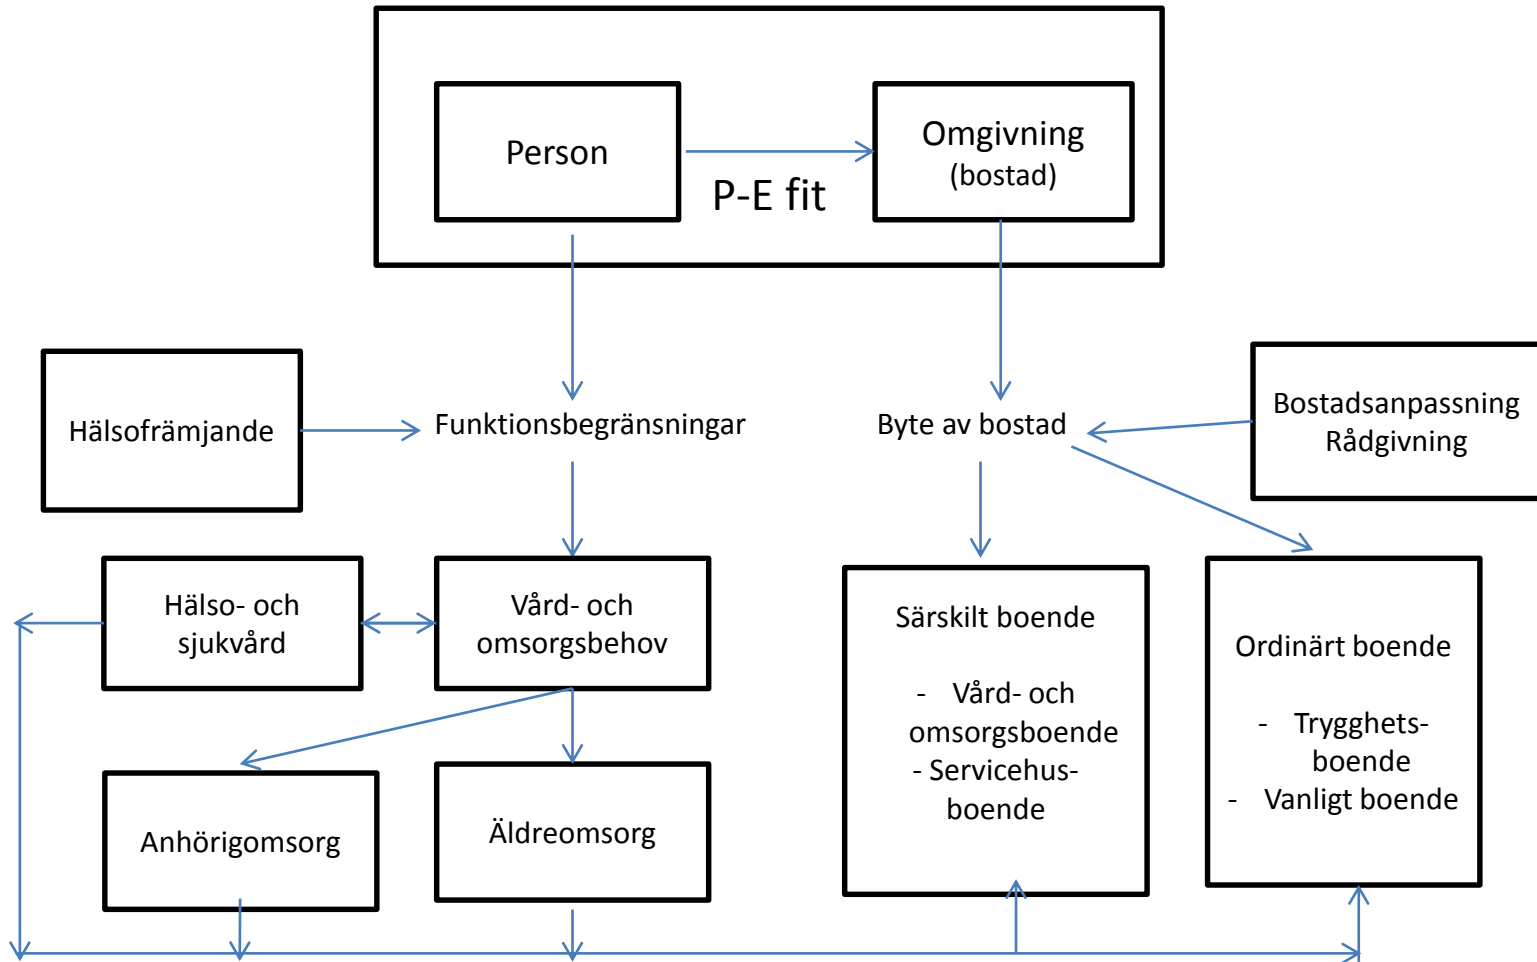 Person
Omgivning
(bostad)
P-E fit
Hälsofrämjande
Funktionsbegränsningar
Byte av bostad
Bostadsanpassning
Rådgivning
Hälso- och
sjukvård
Vård- och
omsorgsbehov
Särskilt boende
- Vård- och
omsorgsboende
- Servicehus-
boende
Ordinärt boende
- Trygghets-
boende
- Vanligt boende
Anhörigomsorg
Äldreomsorg